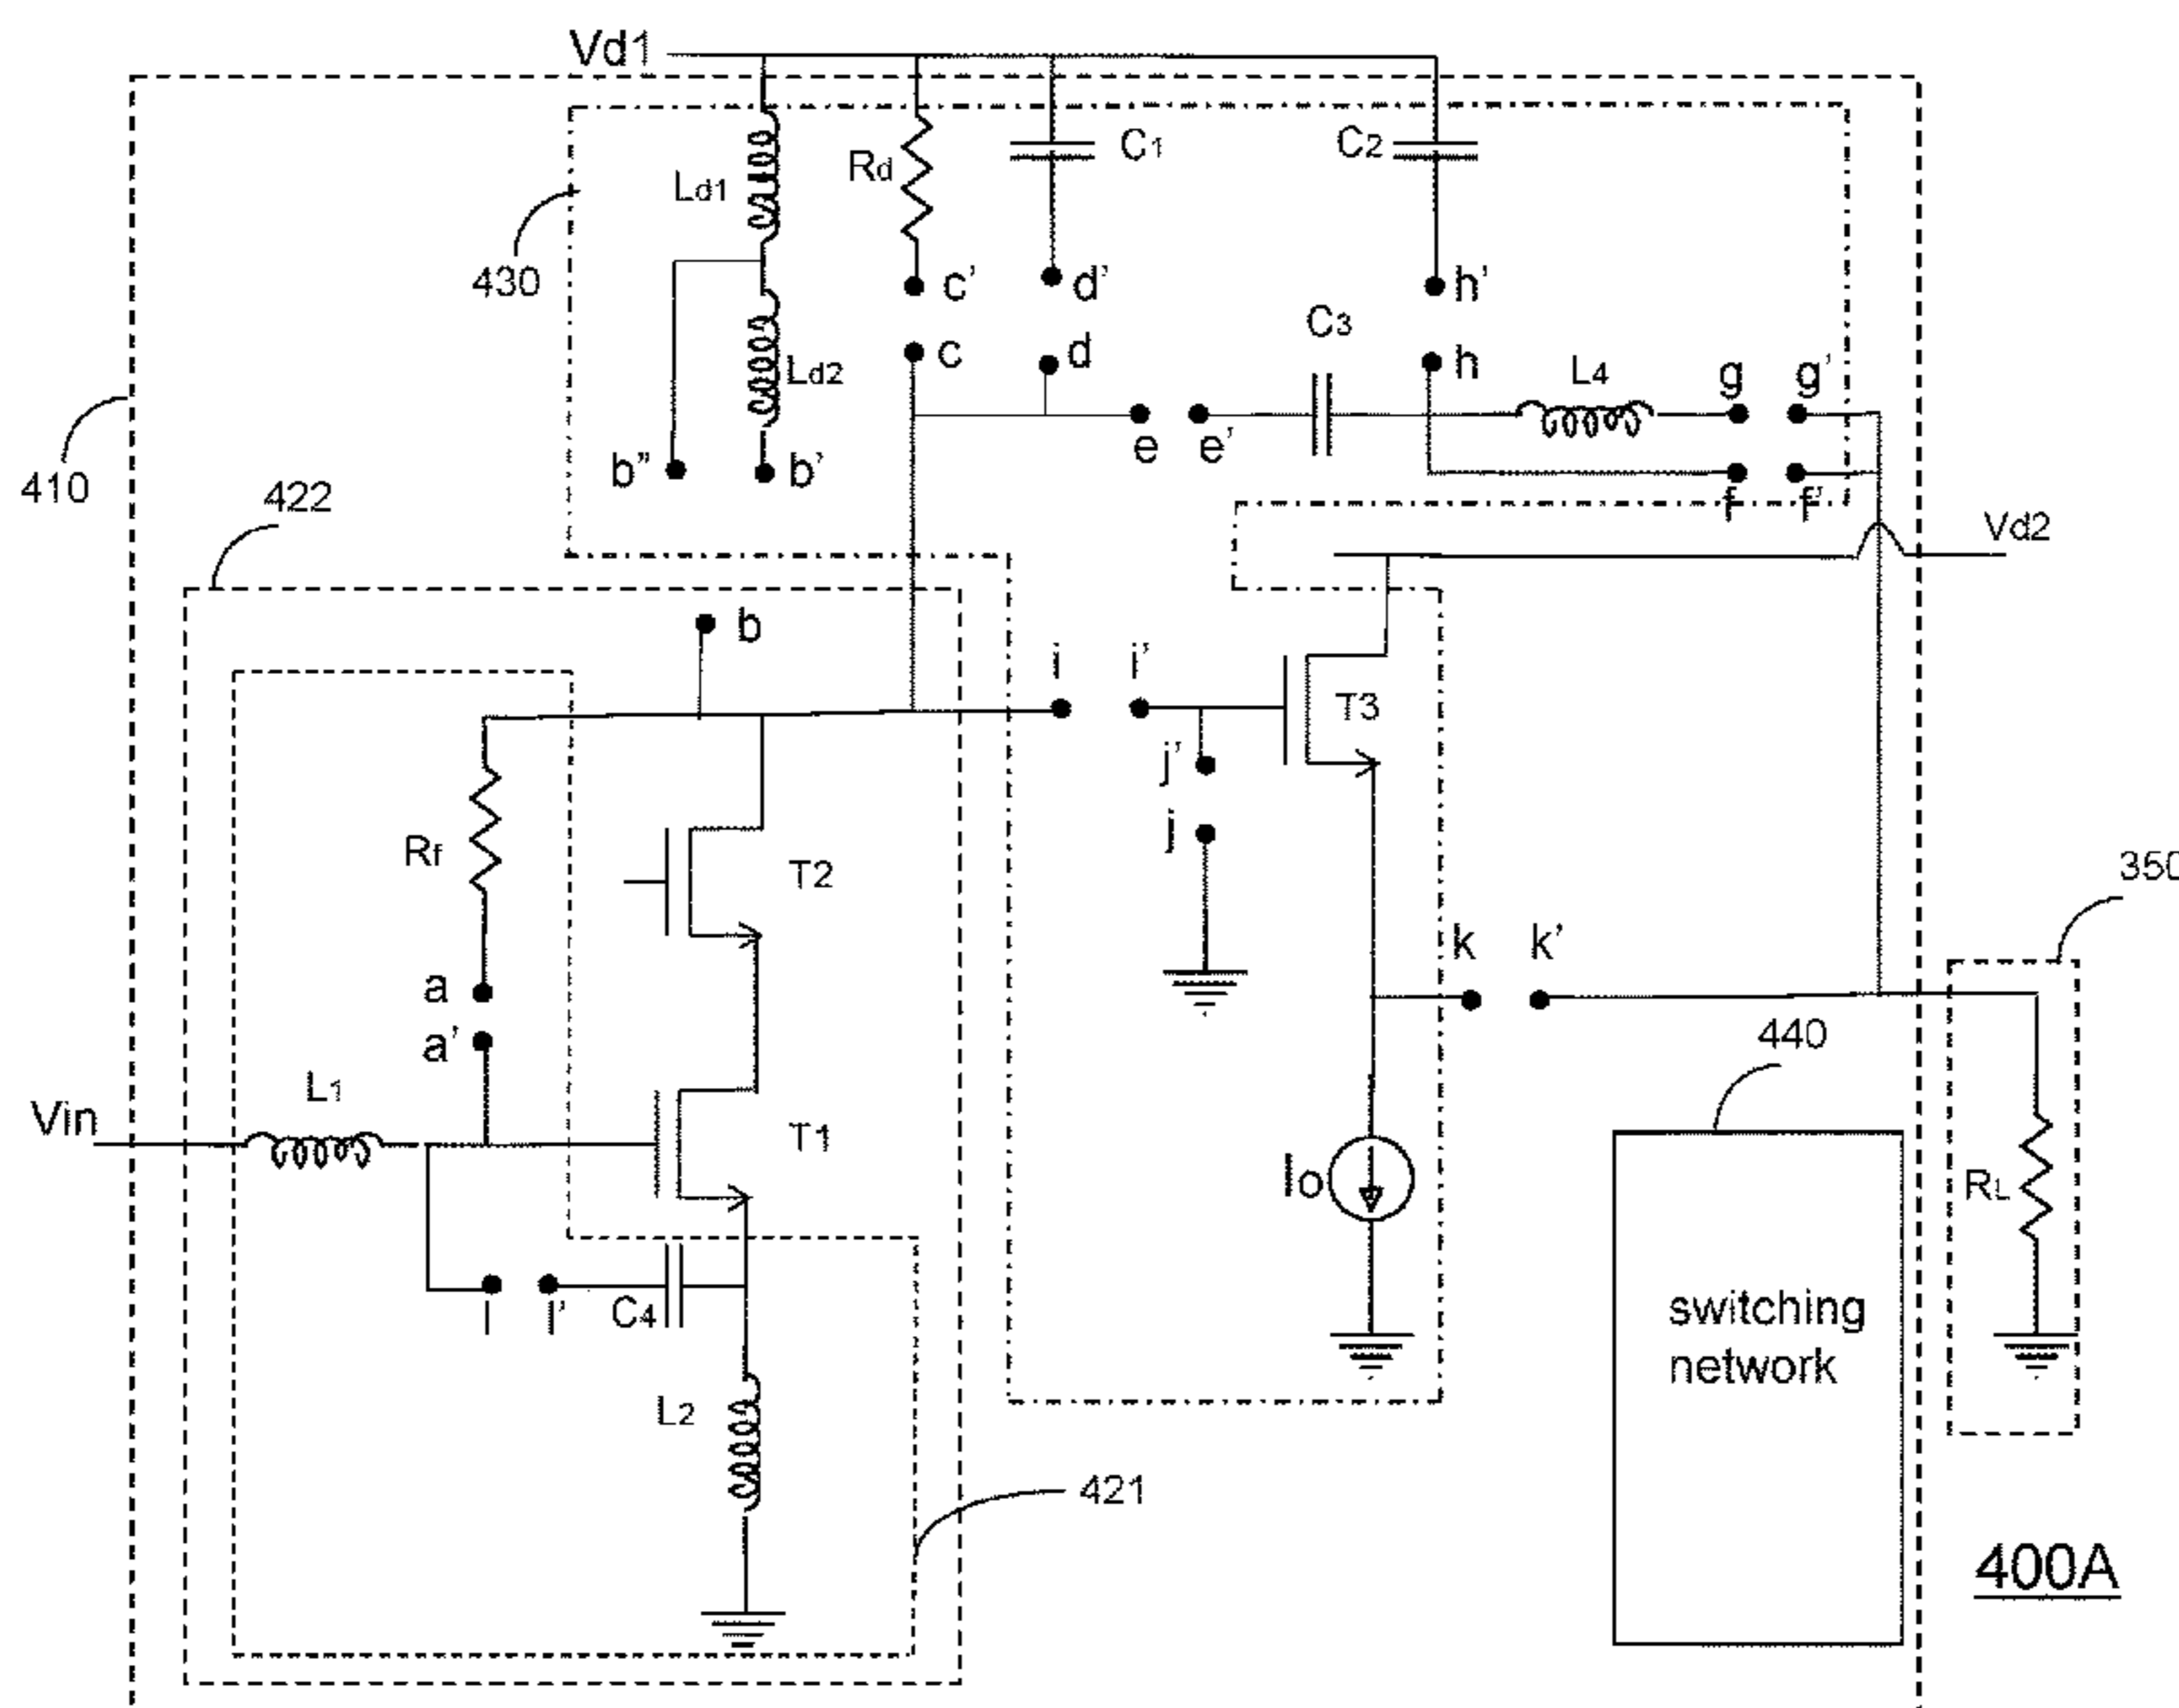 Vd1
C1
C2
Rd
Ld1
430
c'
d'
h'
C3
c
d
h
L4
g
g'
Ld2
e
e'
b"
b'
f
f'
410
422
Vd2
b
i
i'
T3
j'
j
Rf
T2
350
a
a'
k
k'
440
L1
Vin
T1
Io
RL
l
l'
C4
switching
network
L2
421
400A